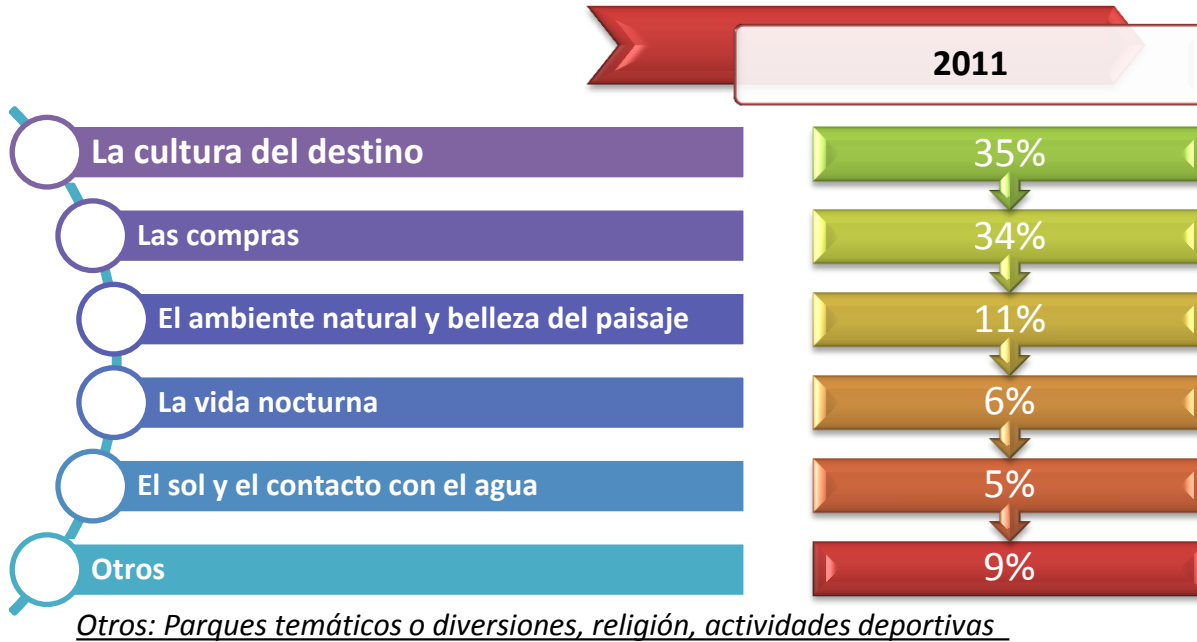 2011
La cultura del destino 35%
Las compras 34%
El ambiente natural y belleza del paisaje 11%
La vida nocturna 6%
El sol y el contacto con el agua 5%
Otros 9%
Otros: Parques temáticos o diversiones, religión, actividades deportivas